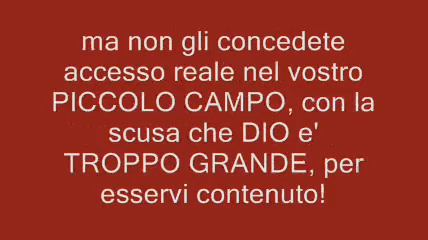 ma non gli concedete
accesso reale nel vostro
PICCOLO CAMPO, con la
scusa che DIO e'
TROPPO GRANDE, per
esservi contenuto!